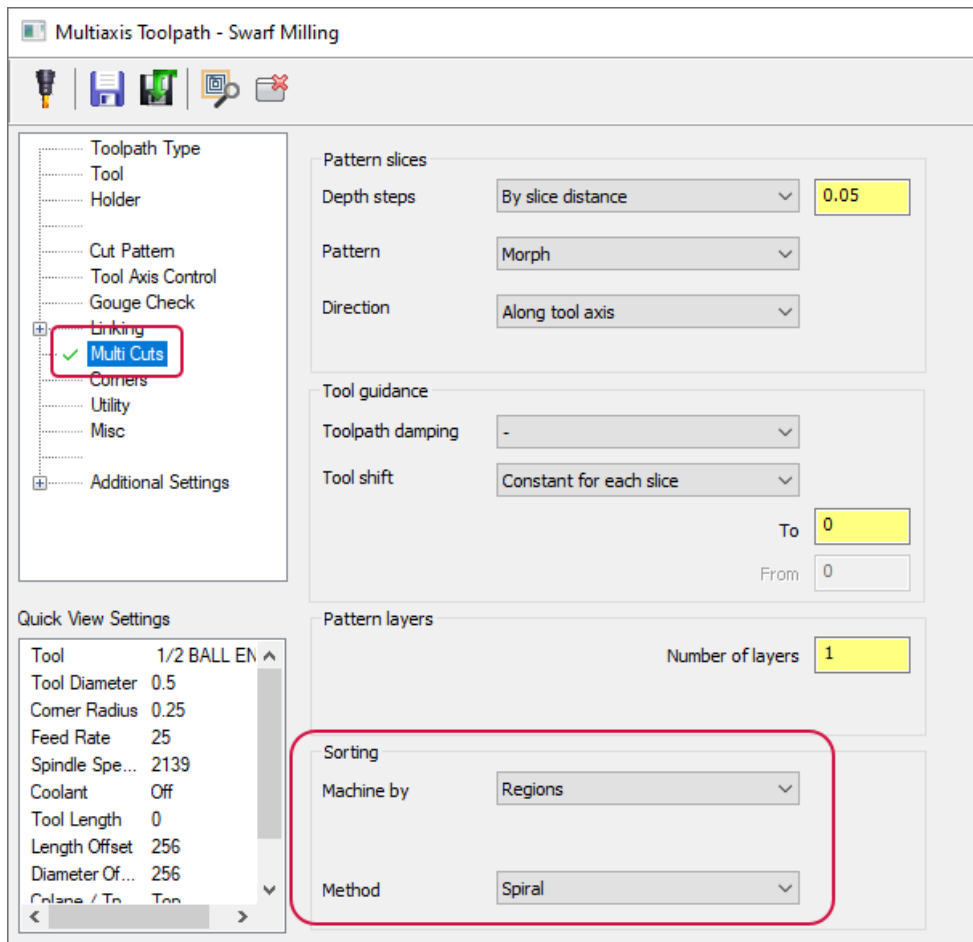 Multiaxis Toolpath - Swarf Milling
Toolpath Type
Tool
Holder
Cut Pattern
Tool Axis Control
Gouge Check
Linking
Multi Cuts
Corners
Utility
Misc
Additional Settings
Pattern slices
Depth steps By slice distance 0.05
Pattern Morph
Direction Along tool axis
Tool guidance
Toolpath damping -
Tool shift Constant for each slice
To 0
From 0
Pattern layers
Number of layers 1
Sorting
Machine by Regions
Method Spiral
Quick View Settings
Tool 1/2 BALL EN
Tool Diameter 0.5
Corner Radius 0.25
Feed Rate 25
Spindle Spe... 2139
Coolant Off
Tool Length 0
Length Offset 256
Diameter Of... 256
Cplane / Tp... Top